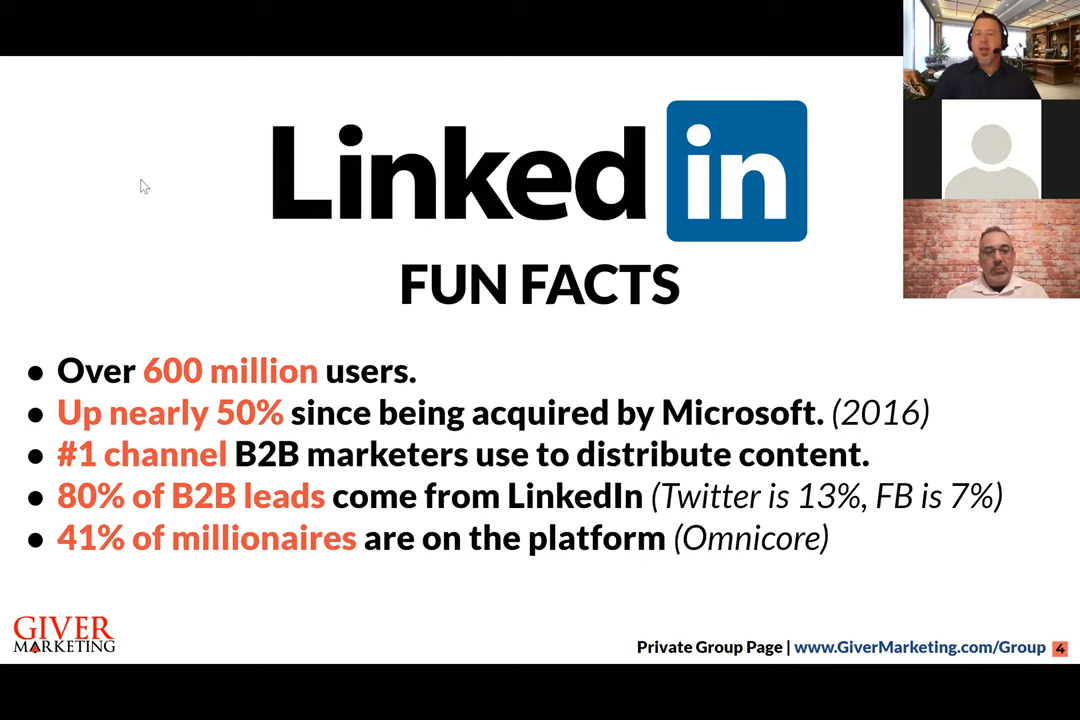 Linked in
FUN FACTS
● Over 600 million users.
● Up nearly 50% since being acquired by Microsoft. (2016)
● #1 channel B2B marketers use to distribute content.
● 80% of B2B leads come from LinkedIn (Twitter is 13%, FB is 7%)
● 41% of millionaires are on the platform (Omnicore)
GIVER
MARKETING
Private Group Page | www.GiverMarketing.com/Group 4